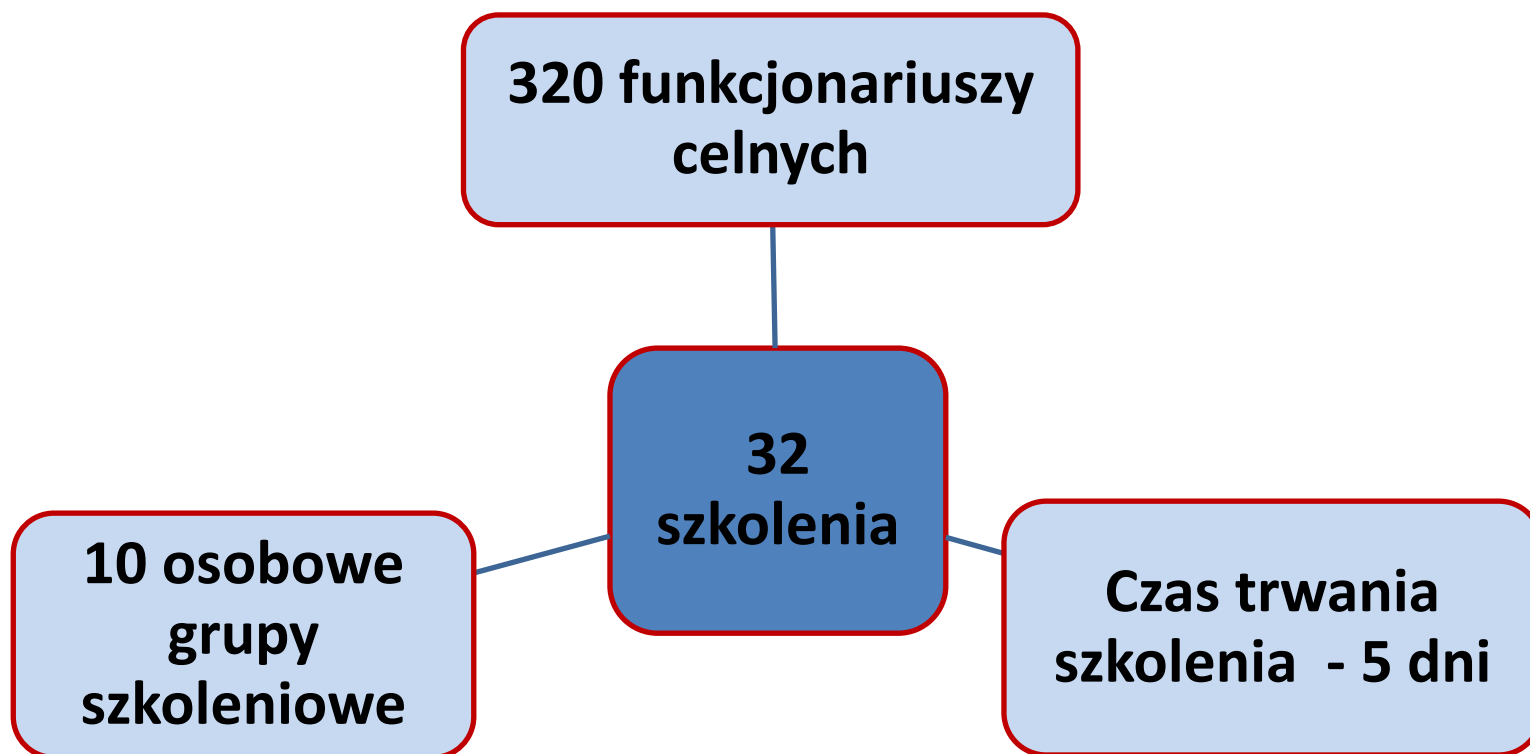 320 funkcjonariuszy
celnych
32
szkolenia
10 osobowe
grupy
szkoleniowe
Czas trwania
szkolenia  - 5 dni